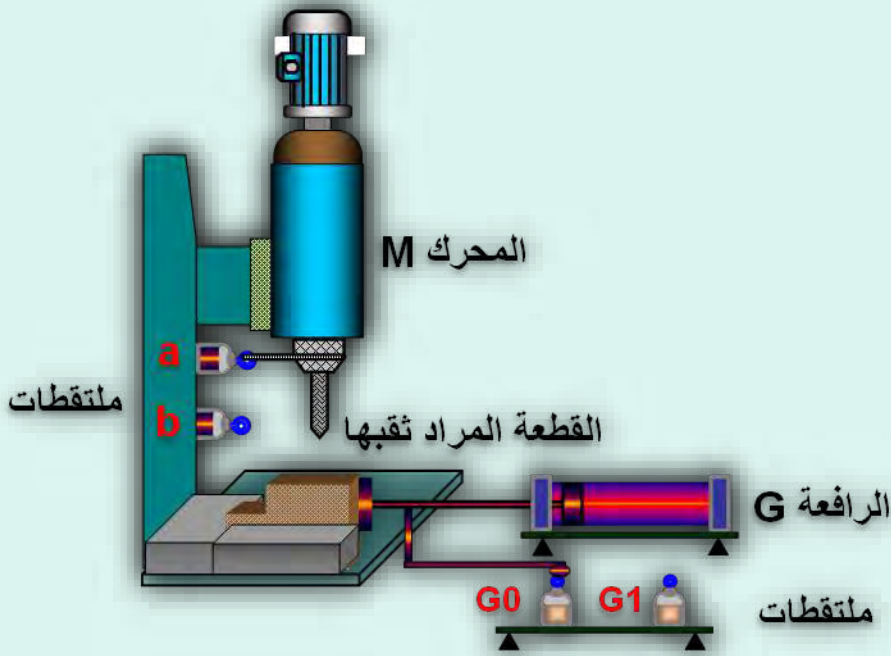 المحرك M
a
ملتقطات
b
القطعة المراد ثقبها
الرافعة G
G0
G1
ملتقطات